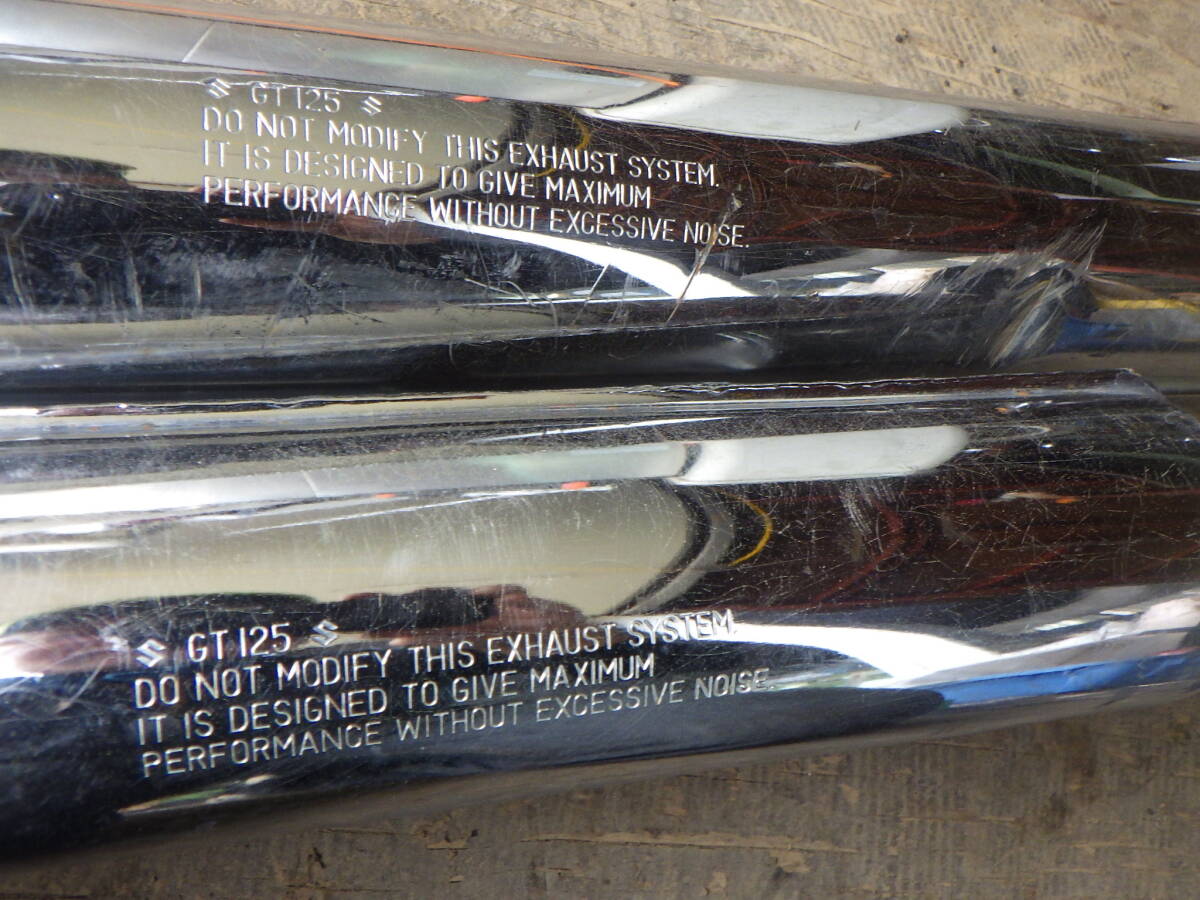 GT125
DO NOT MODIFY THIS EXHAUST SYSTEM.
IT IS DESIGNED TO GIVE MAXIMUM
PERFORMANCE WITHOUT EXCESSIVE NOISE.
GT125
DO NOT MODIFY THIS EXHAUST SYSTEM.
IT IS DESIGNED TO GIVE MAXIMUM
PERFORMANCE WITHOUT EXCESSIVE NOISE.